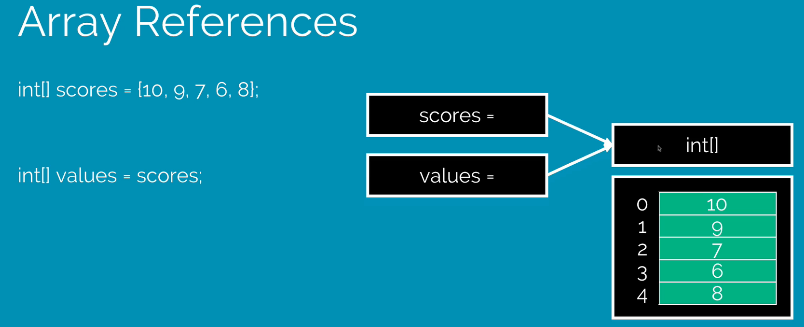 Array References
int[] scores = {10, 9, 7, 6, 8};
int[] values = scores;
scores =
values =
int[]
0 10
1 9
2 7
3 6
4 8